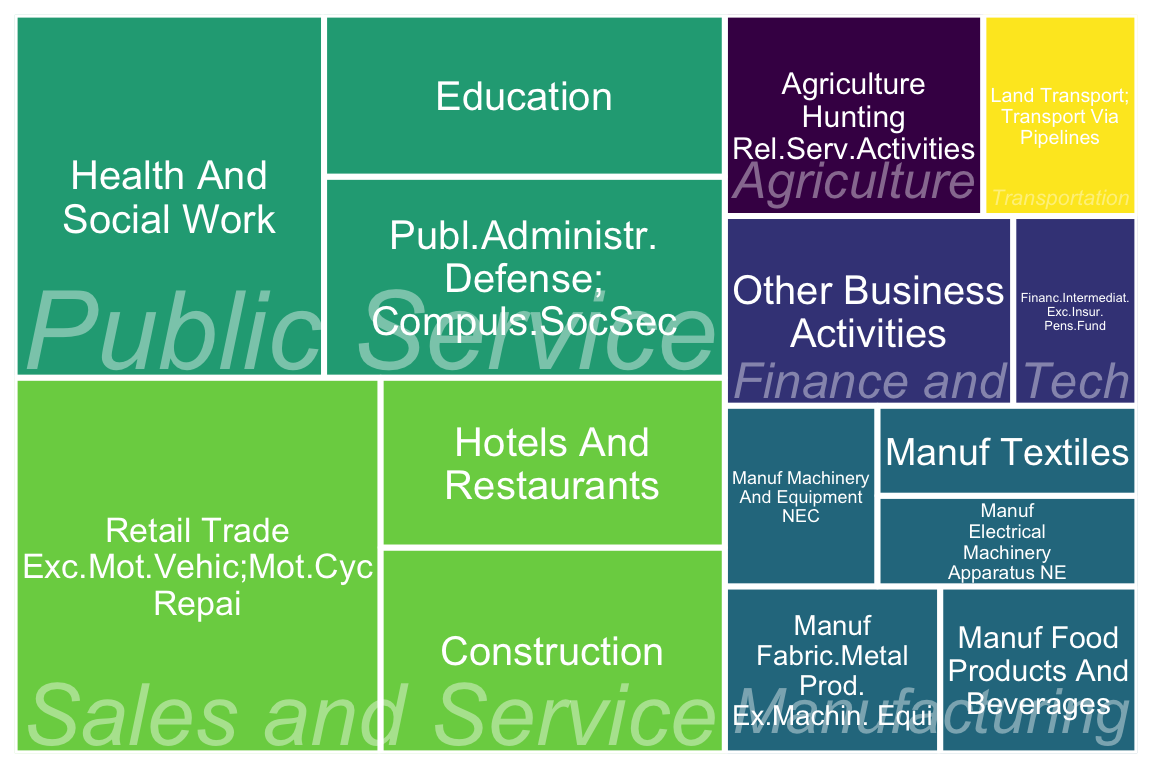 Health And
Social Work
Education
Publ.Administr.
Defense;
Compuls.SocSec
Public Service
Retail Trade
Exc.Mot.Vehic;Mot.Cyc
Repai
Hotels And
Restaurants
Construction
Sales and Service
Agriculture
Hunting
Rel.Serv.Activities
Agriculture
Land Transport;
Transport Via
Pipelines
Transportation
Other Business
Activities
Financ.Intermediat.
Exc.Insur.
Pens.Fund
Finance and Tech
Manuf Machinery
And Equipment
NEC
Manuf Textiles
Manuf
Electrical
Machinery
Apparatus NE
Manuf
Fabric.Metal
Prod.
Ex.Machin. Equi
Manuf Food
Products And
Beverages
Manufacturing